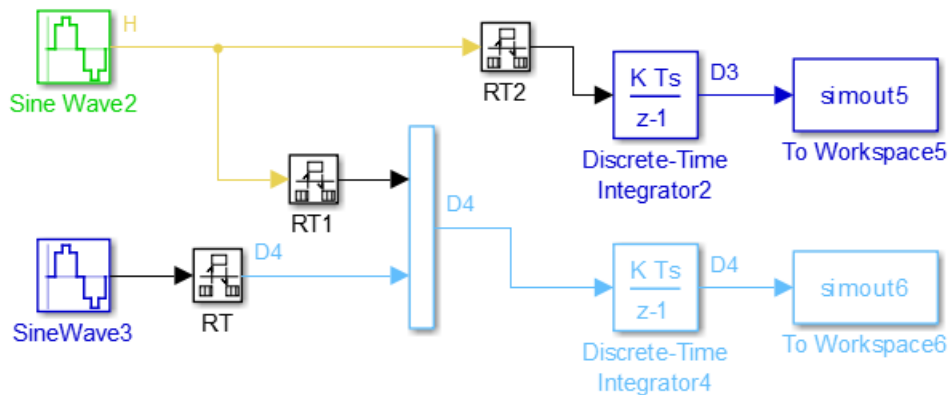 H
Sine Wave2
RT2
K Ts
z-1
D3
simout5
Discrete-Time
Integrator2
To Workspace5
RT1
D4
SineWave3
RT
D4
K Ts
z-1
D4
simout6
Discrete-Time
Integrator4
To Workspace6